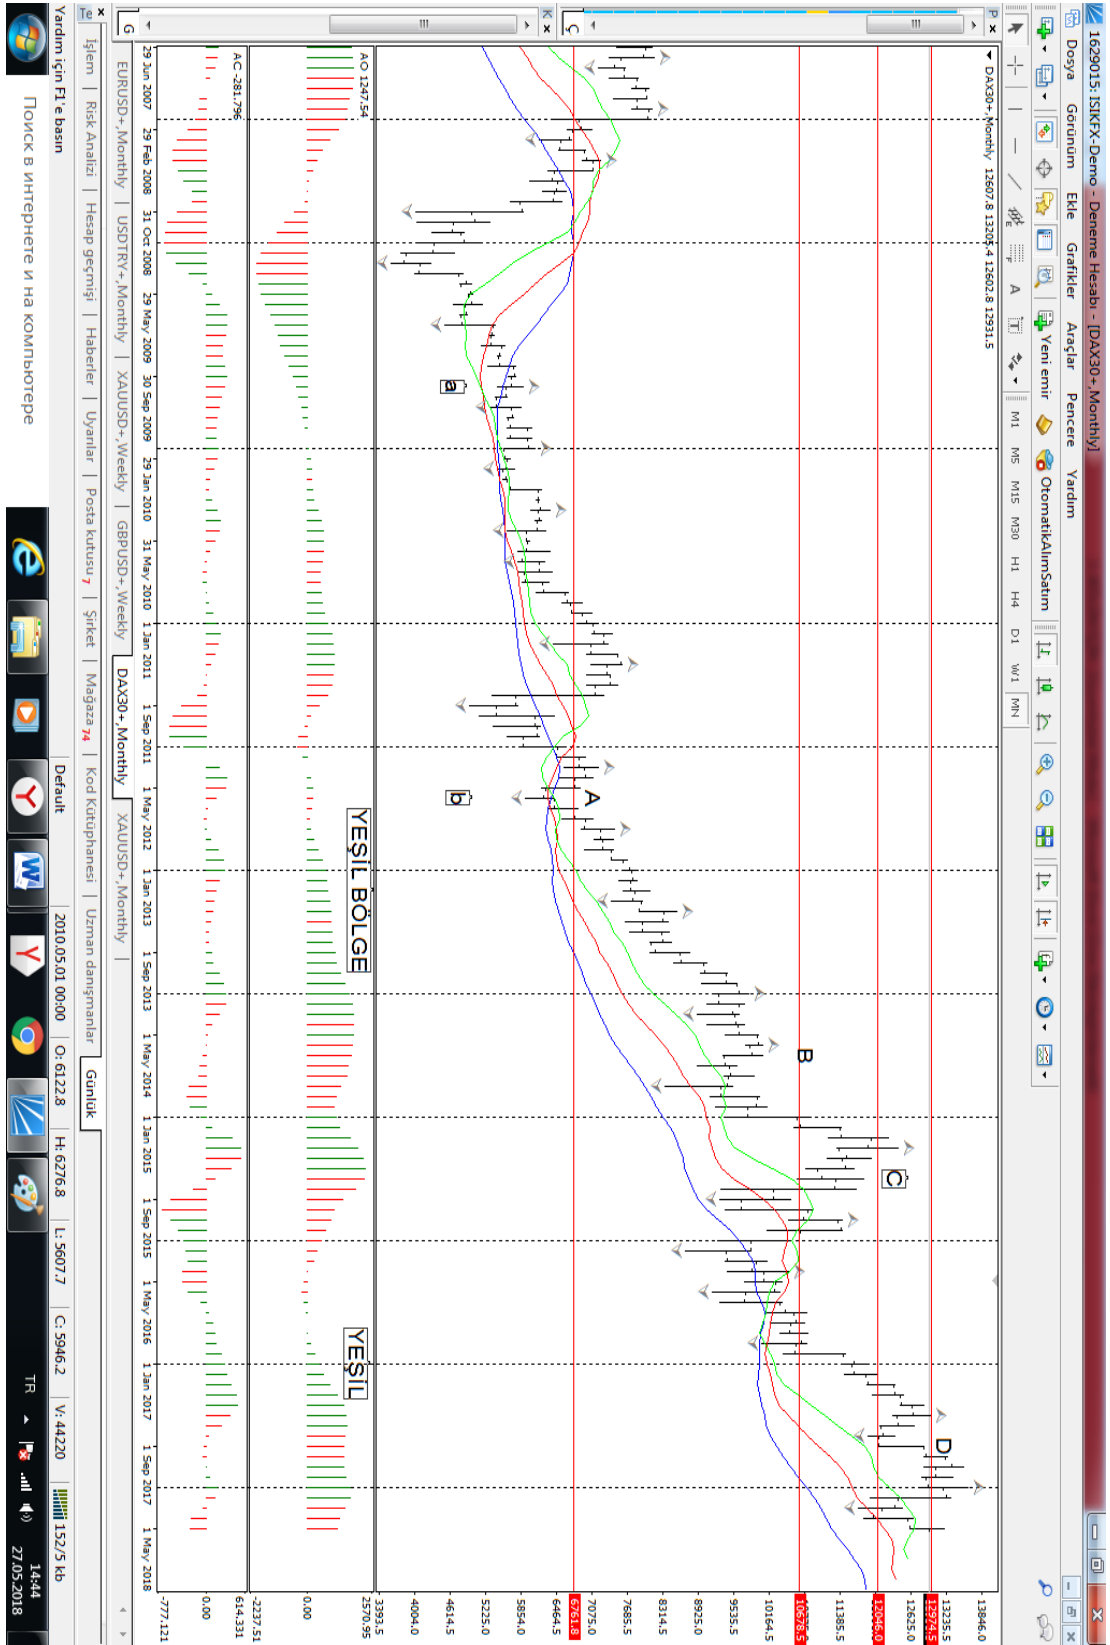 1629015: ISIKFX-Demo - Deneme Hesabı - [DAX30+,Monthly]
Dosya Görünüm Ekle Grafikler Araçlar Pencere Yardım
Yeni emir OtomatikAlımSatım
A T M1 M5 M15 M30 H1 H4 D1 W1 MN
DAX30+,Monthly 12607.8 13205.4 12602.8 12931.5
13846.0
13235.5
12974.5
12625.0
12046.0
11385.5
10678.5
10164.5
9535.5
8925.0
8314.5
7685.5
7075.0
6761.8
6464.5
5854.0
5225.0
4614.5
4004.0
3393.5
A
B
C
D
a
b
YEŞİL BÖLGE
YEŞİL
AO 1247.54
2570.95
0.00
-2237.51
AC -281.796
614.331
0.00
-777.121
29 Jun 2007 29 Feb 2008 31 Oct 2008 29 May 2009 30 Sep 2009 29 Jan 2010 31 May 2010 1 Jan 2011 1 Sep 2011 1 May 2012 1 Jan 2013 1 Sep 2013 1 May 2014 1 Jan 2015 1 Sep 2015 1 May 2016 1 Jan 2017 1 Sep 2017 1 May 2018
EURUSD+,Monthly USDTRY+,Monthly XAUUSD+,Weekly GBPUSD+,Weekly DAX30+,Monthly XAUUSD+,Monthly
İşlem Risk Analizi Hesap geçmişi Haberler Uyarılar Posta kutusu 7 Şirket Mağaza 74 Kod Kütüphanesi Uzman danışmanlar Günlük
Yardım için F1'e basın Default 2010.05.01 00:00 O: 6122.8 H: 6276.8 L: 5607.7 C: 5946.2 V: 44220 152/5 kb
Поиск в интернете и на компьютере
TR
14:44
27.05.2018